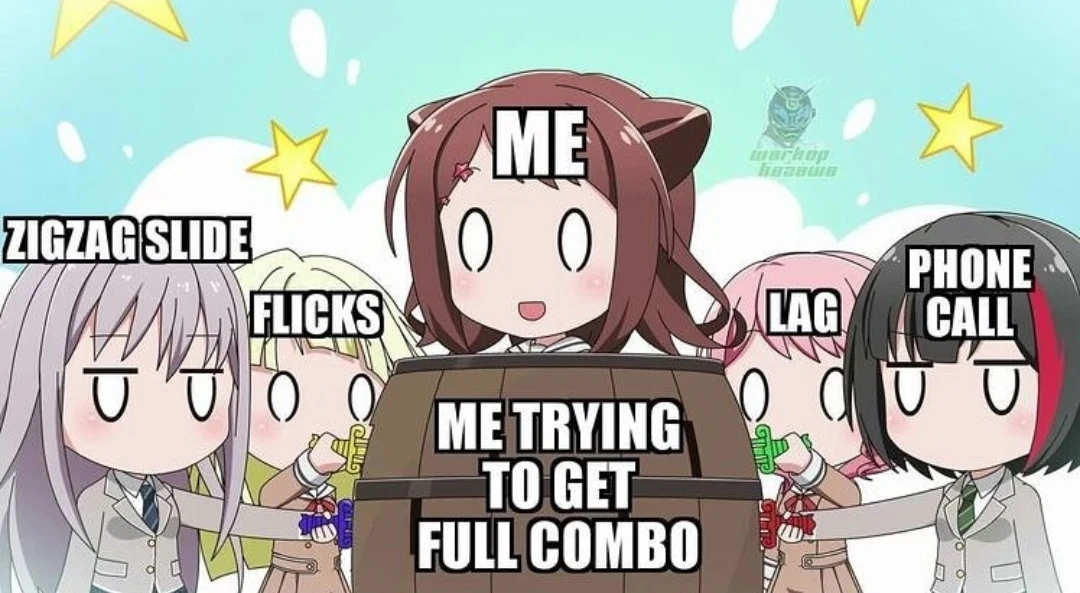 ME
ZIGZAG SLIDE
FLICKS
LAG
PHONE
CALL
ME TRYING
TO GET
FULL COMBO